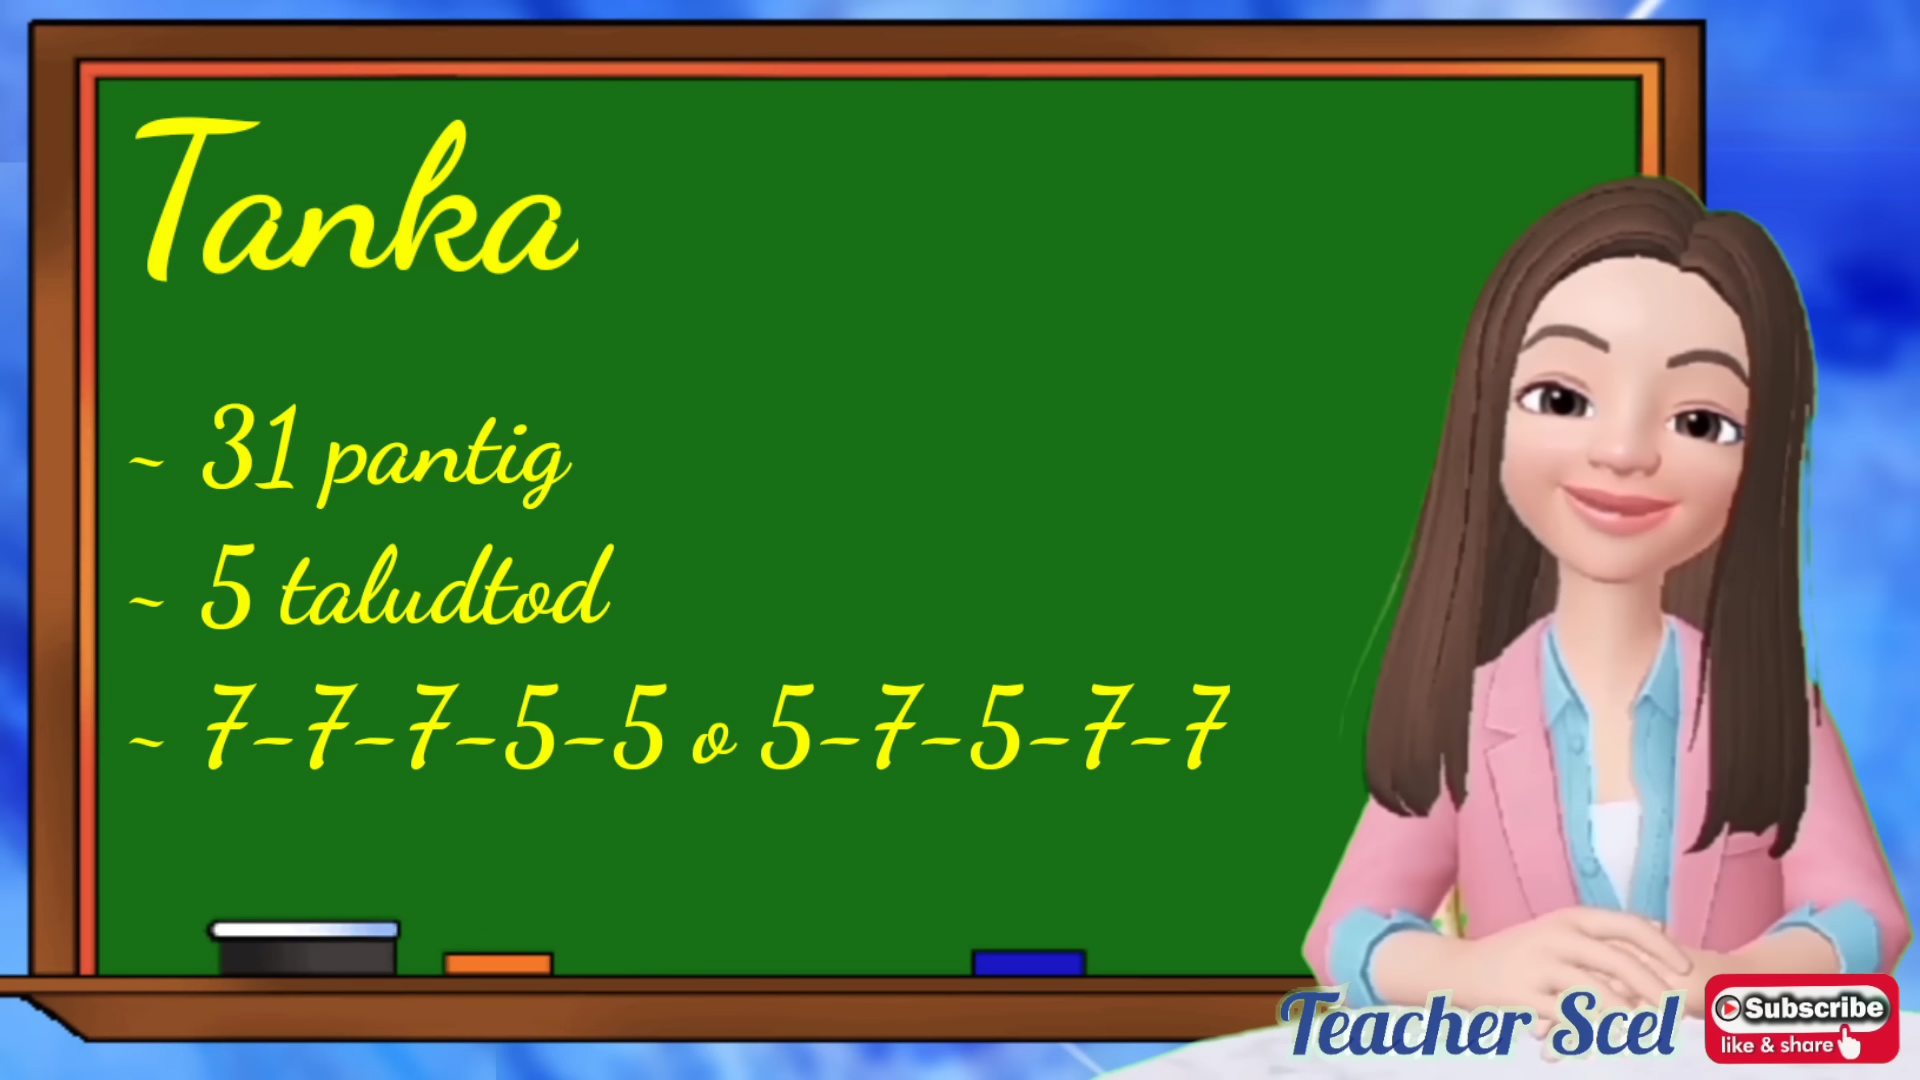 Tanka
~ 31 pantig
~ 5 taludtod
~ 7-7-7-5-5 o 5-7-5-7-7
Teacher Scel
Subscribe
like & share